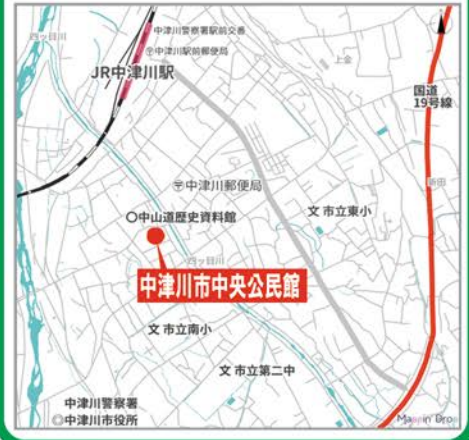 中津川警察署駅前交番
四ッ目川
〒中津川駅前郵便局
上金
JR中津川駅
国道
19号線
〒中津川郵便局
〇中山道歴史資料館
文 市立東小
四ッ目川
中津川市中央公民館
文 市立南小
文 市立第二中
中津川警察署
◎中津川市役所